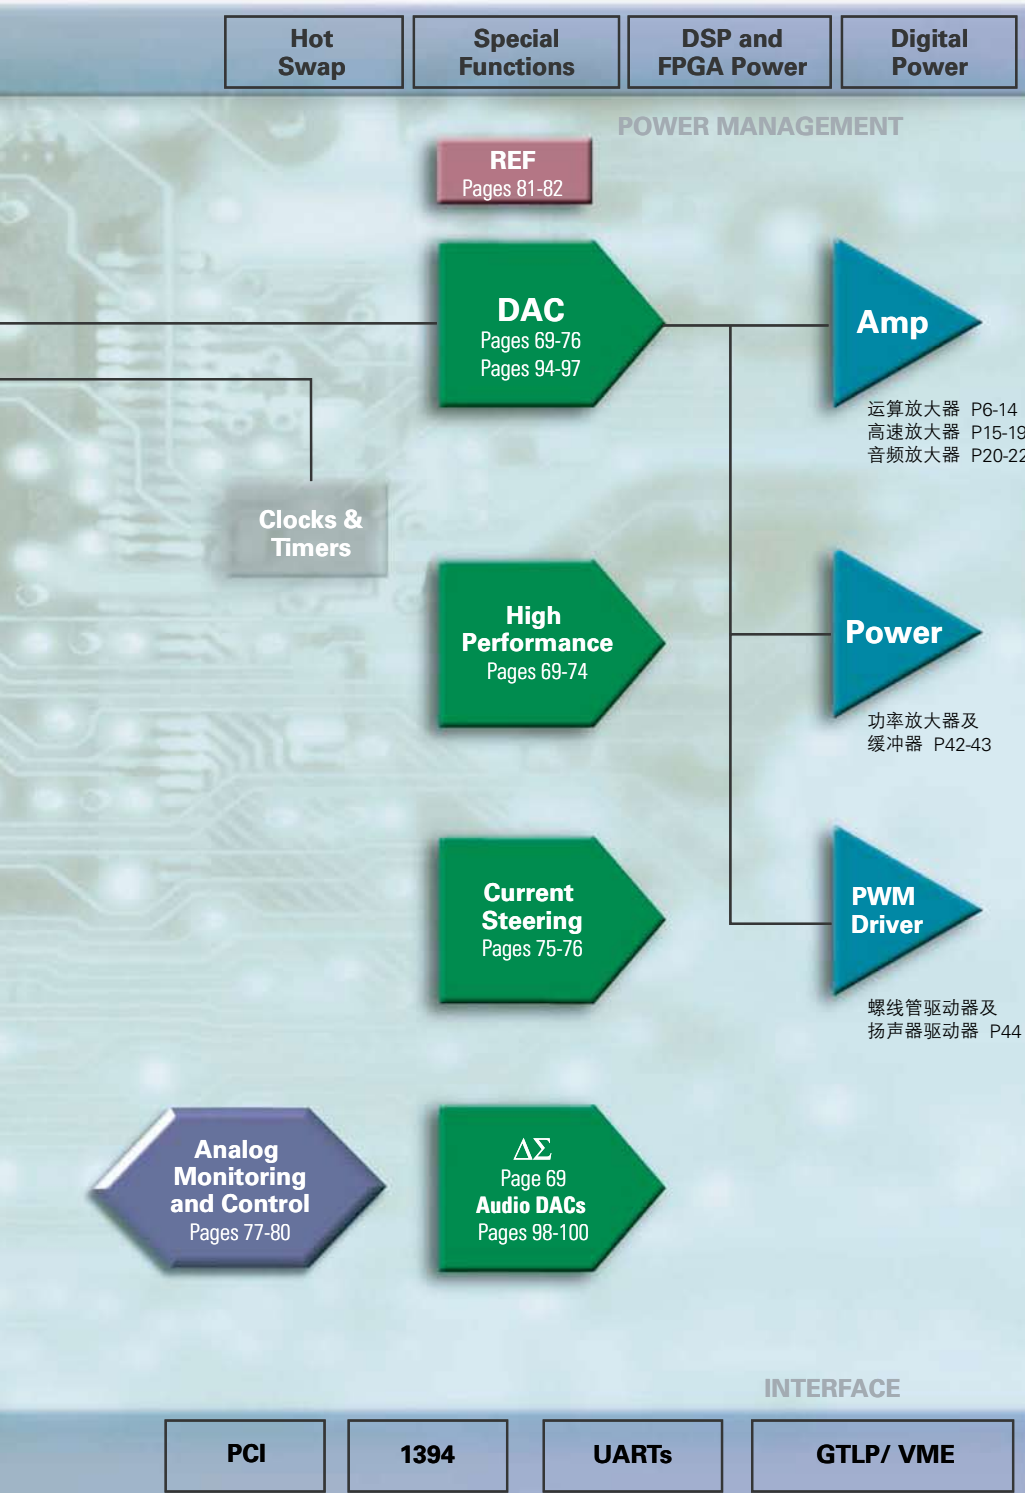 Hot
Swap
Special
Functions
DSP and
FPGA Power
Digital
Power
POWER MANAGEMENT
REF
Pages 81-82
DAC
Pages 69-76
Pages 94-97
Amp
运算放大器 P6-14
高速放大器 P15-19
音频放大器 P20-22
Clocks &
Timers
High
Performance
Pages 69-74
Power
功率放大器及
缓冲器 P42-43
Current
Steering
Pages 75-76
PWM
Driver
螺线管驱动器及
扬声器驱动器 P44
Analog
Monitoring
and Control
Pages 77-80
ΔΣ
Page 69
Audio DACs
Pages 98-100
INTERFACE
PCI
1394
UARTs
GTLP/ VME